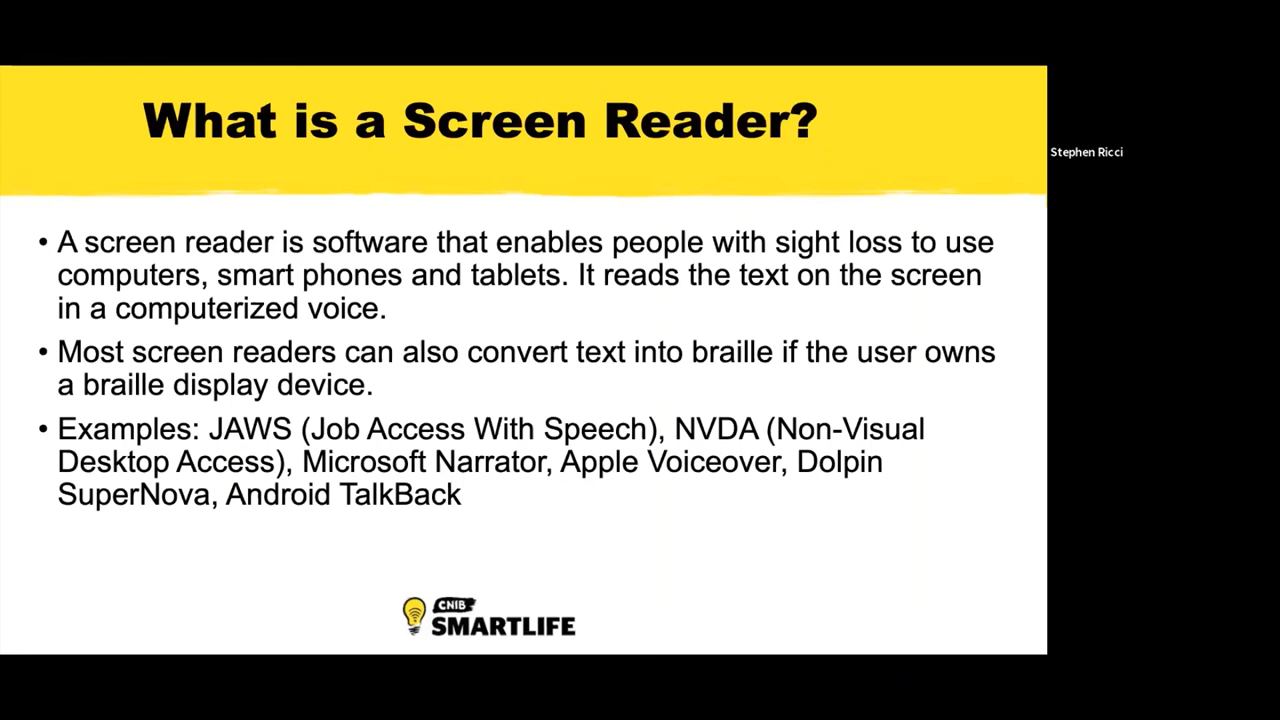 What is a Screen Reader?
Stephen Ricci
• A screen reader is software that enables people with sight loss to use
computers, smart phones and tablets. It reads the text on the screen
in a computerized voice.
• Most screen readers can also convert text into braille if the user owns
a braille display device.
• Examples: JAWS (Job Access With Speech), NVDA (Non-Visual
Desktop Access), Microsoft Narrator, Apple Voiceover, Dolpin
SuperNova, Android TalkBack
CNIB
SMARTLIFE